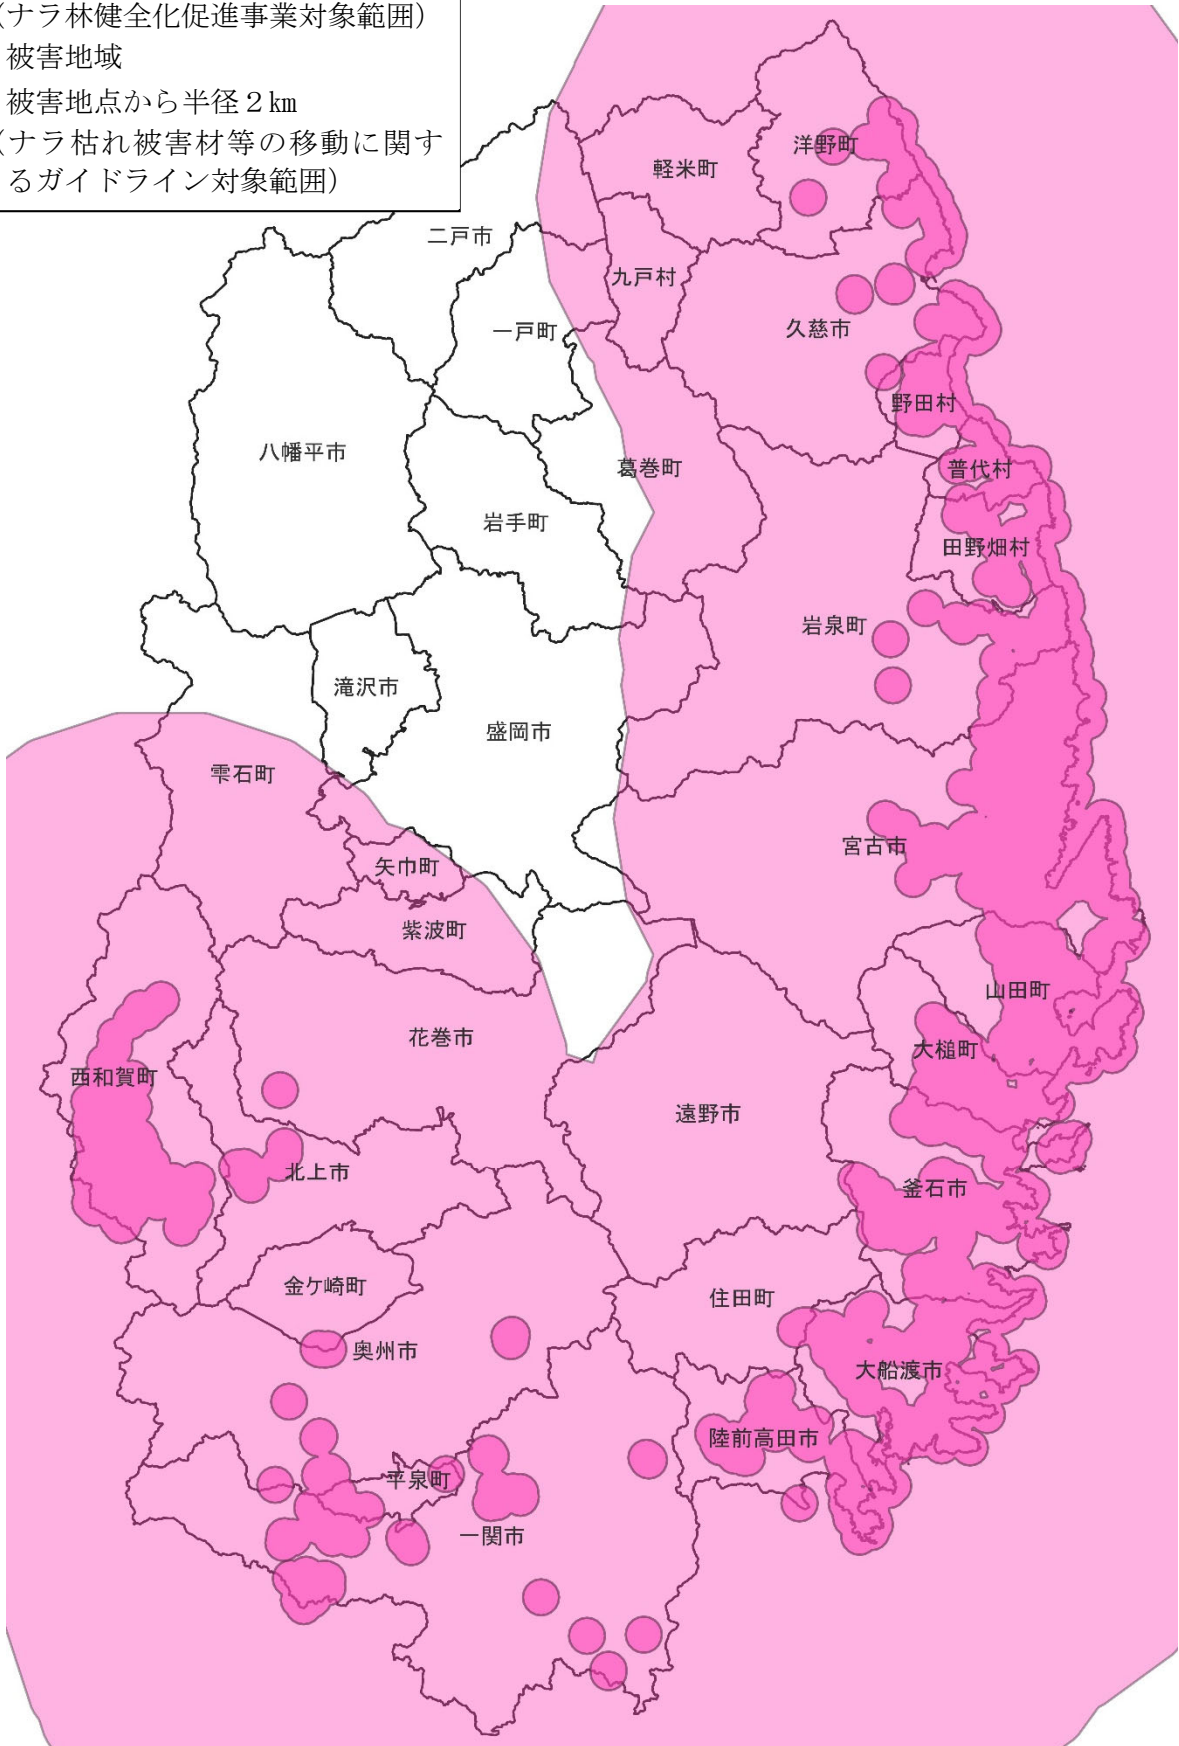 (ナラ林健全化促進事業対象範囲)
被害地域
被害地点から半径２㎞
(ナラ枯れ被害材等の移動に関す
るガイドライン対象範囲)
洋野町
軽米町
二戸市
九戸村
一戸町
久慈市
野田村
八幡平市
葛巻町
普代村
岩手町
田野畑村
岩泉町
滝沢市
盛岡市
雫石町
宮古市
矢巾町
紫波町
山田町
花巻市
大槌町
西和賀町
遠野市
北上市
釜石市
金ケ崎町
住田町
奥州市
大船渡市
陸前高田市
平泉町
一関市